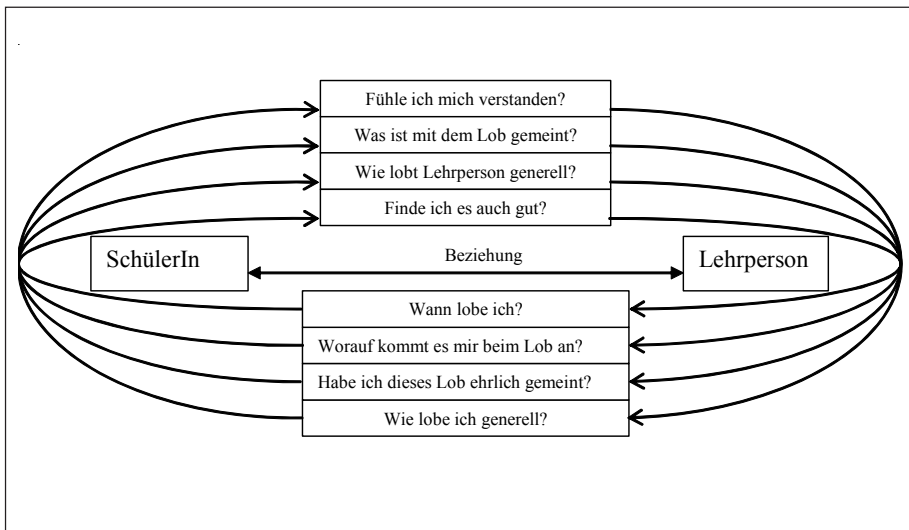 Fühle ich mich verstanden?
Was ist mit dem Lob gemeint?
Wie lobt Lehrperson generell?
Finde ich es auch gut?
SchülerIn
Beziehung
Lehrperson
Wann lobe ich?
Worauf kommt es mir beim Lob an?
Habe ich dieses Lob ehrlich gemeint?
Wie lobe ich generell?